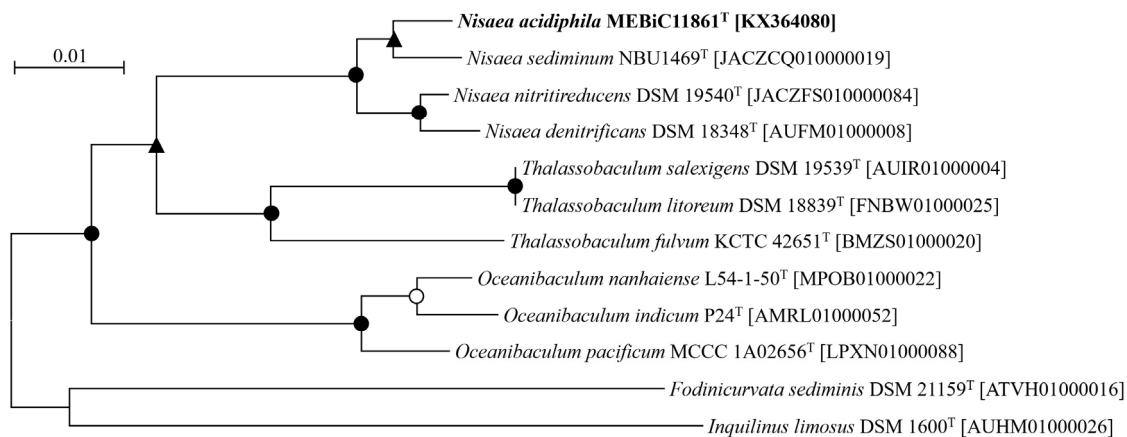 Nisaea acidiphila MEBiC11861ᵀ [KX364080]
0.01
Nisaea sediminum NBU1469ᵀ [JACZCQ010000019]
Nisaea nitritireducens DSM 19540ᵀ [JACZFS010000084]
Nisaea denitrificans DSM 18348ᵀ [AUFM01000008]
Thalassobaculum salexigens DSM 19539ᵀ [AUIR01000004]
Thalassobaculum litoreum DSM 18839ᵀ [FNBW01000025]
Thalassobaculum fulvum KCTC 42651ᵀ [BMZS01000020]
Oceanibaculum nanhaiense L54-1-50ᵀ [MPOB01000022]
Oceanibaculum indicum P24ᵀ [AMRL01000052]
Oceanibaculum pacificum MCCC 1A02656ᵀ [LPXN01000088]
Fodinicurvata sediminis DSM 21159ᵀ [ATVH01000016]
Inquilinus limosus DSM 1600ᵀ [AUHM01000026]